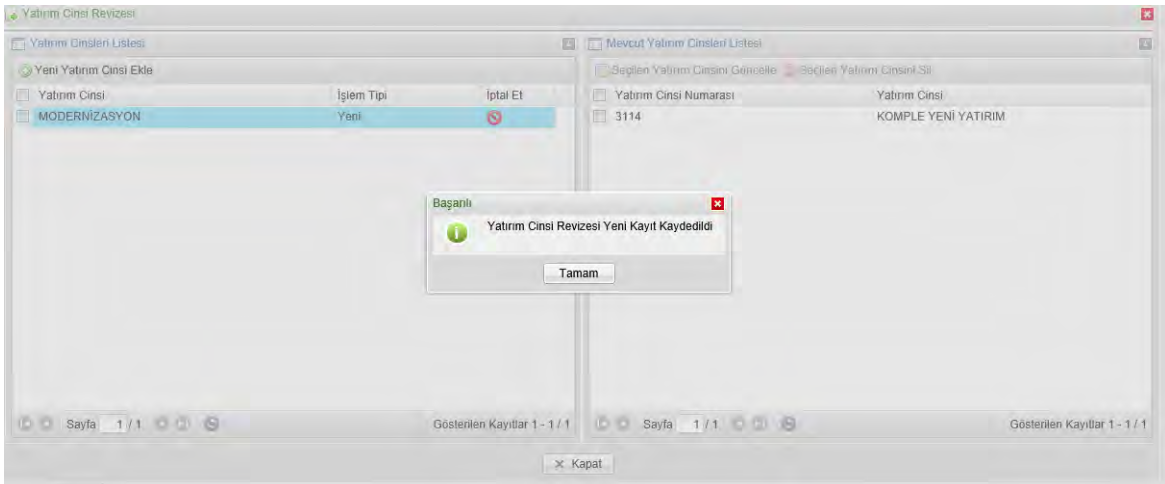 Yatırım Cinsi Revizesi
Yatırım Cinsleri Listesi
Yeni Yatırım Cinsi Ekle
Yatırım Cinsi İşlem Tipi İptal Et
MODERNİZASYON Yeni
Mevcut Yatırım Cinsleri Listesi
Seçilen Yatırım Cinsini Güncelle Seçilen Yatırım Cinsini Sil
Yatırım Cinsi Numarası Yatırım Cinsi
3114 KOMPLE YENİ YATIRIM
Başarılı
Yatırım Cinsi Revizesi Yeni Kayıt Kaydedildi
Tamam
Sayfa 1 / 1 Gösterilen Kayıtlar 1 - 1 / 1
Sayfa 1 / 1 Gösterilen Kayıtlar 1 - 1 / 1
Kapat